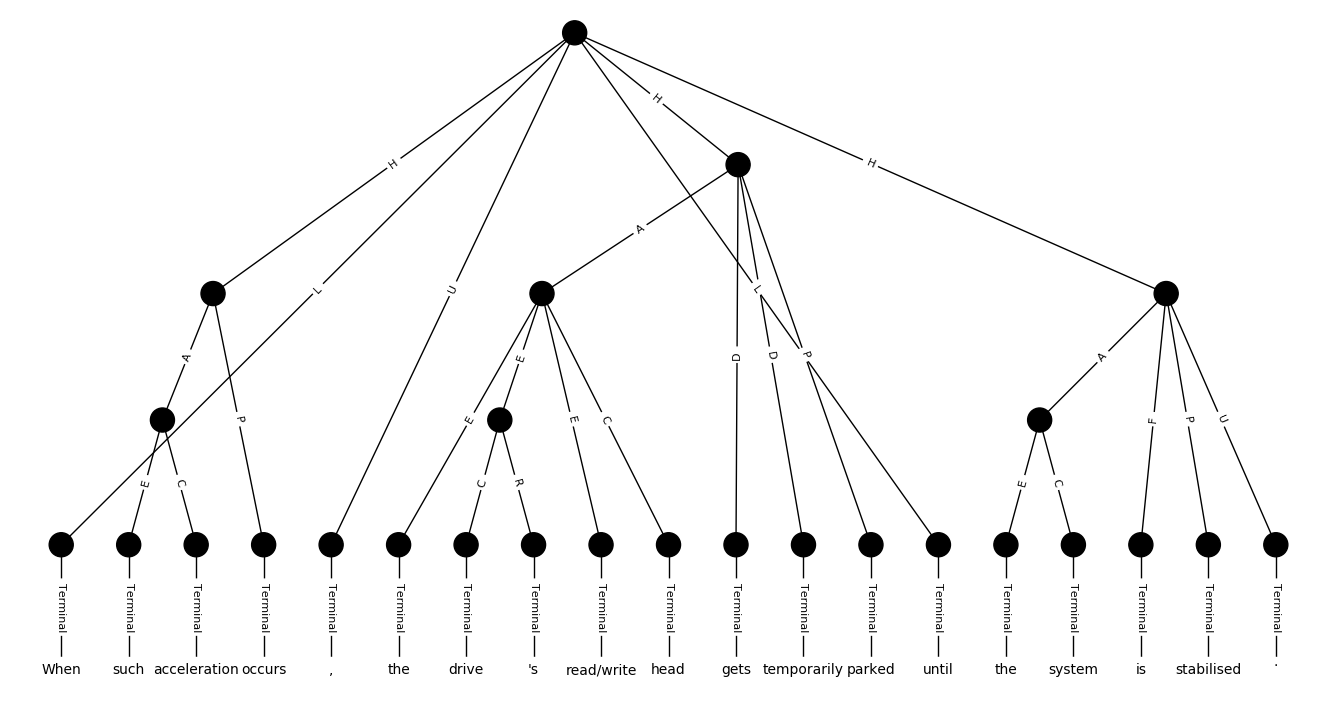 H
H
H
A
L
U
L
A
E
D
D
P
A
P
E
E
C
F
P
U
E
C
C
R
E
C
Terminal Terminal Terminal Terminal Terminal Terminal Terminal Terminal Terminal Terminal Terminal Terminal Terminal Terminal Terminal Terminal Terminal Terminal Terminal
When such acceleration occurs , the drive 's read/write head gets temporarily parked until the system is stabilised .